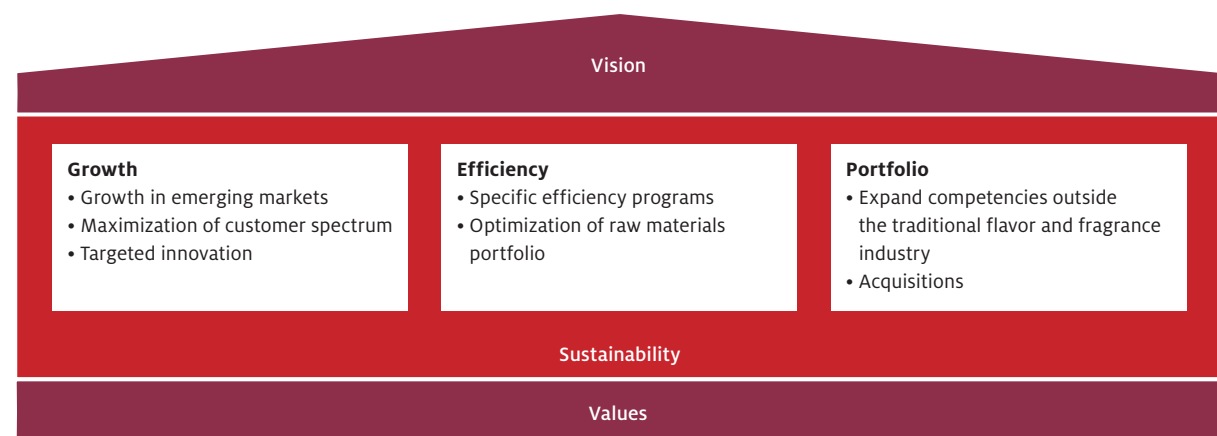 Vision
Growth
• Growth in emerging markets
• Maximization of customer spectrum
• Targeted innovation
Efficiency
• Specific efficiency programs
• Optimization of raw materials
portfolio
Portfolio
• Expand competencies outside
the traditional flavor and fragrance
industry
• Acquisitions
Sustainability
Values